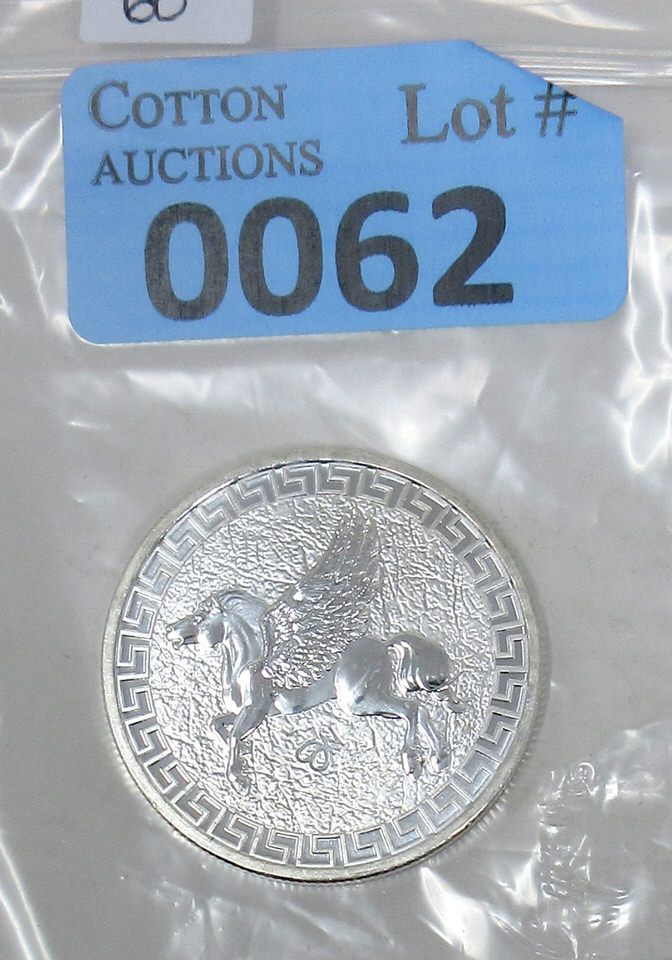 60
COTTON
AUCTIONS
Lot #
0062